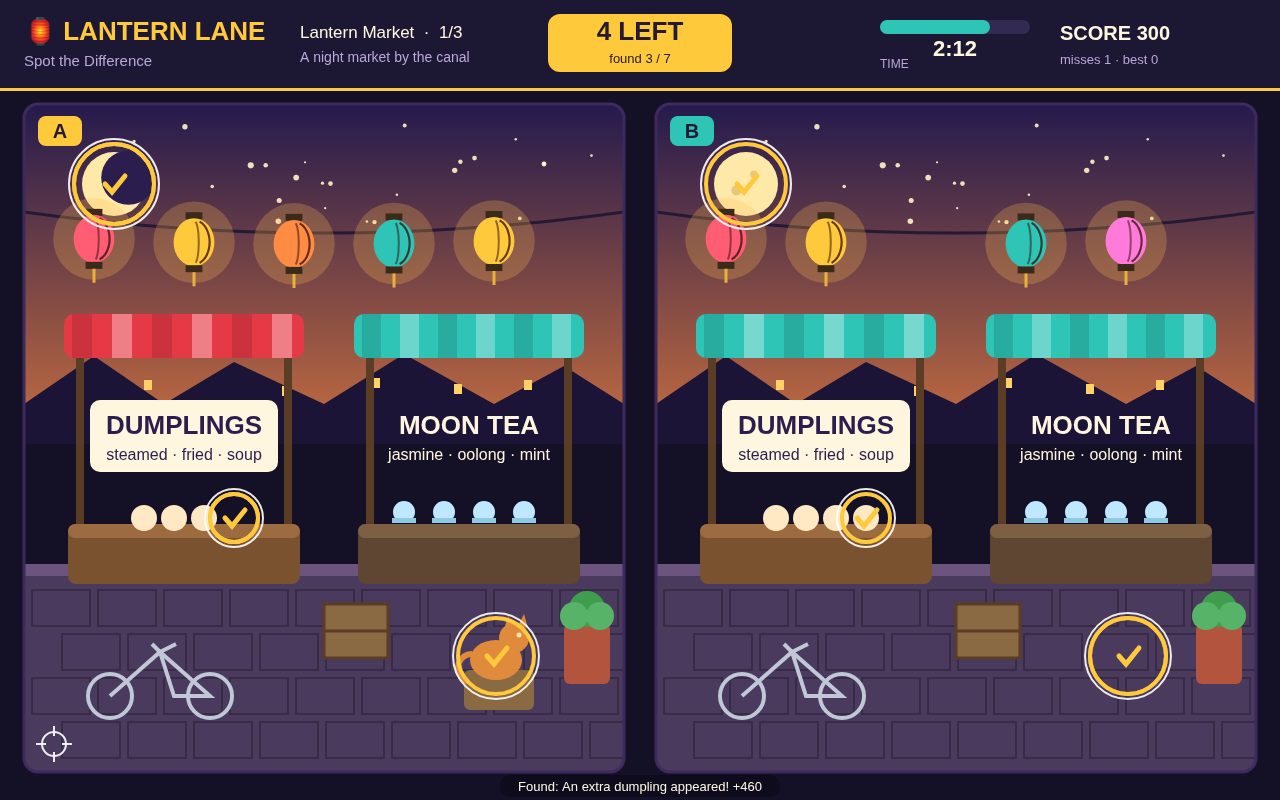 LANTERN LANE
Spot the Difference
Lantern Market · 1/3
A night market by the canal
4 LEFT
found 3 / 7
2:12
TIME
SCORE 300
misses 1 · best 0
A
B
DUMPLINGS
steamed · fried · soup
MOON TEA
jasmine · oolong · mint
DUMPLINGS
steamed · fried · soup
MOON TEA
jasmine · oolong · mint
Found: An extra dumpling appeared! +460